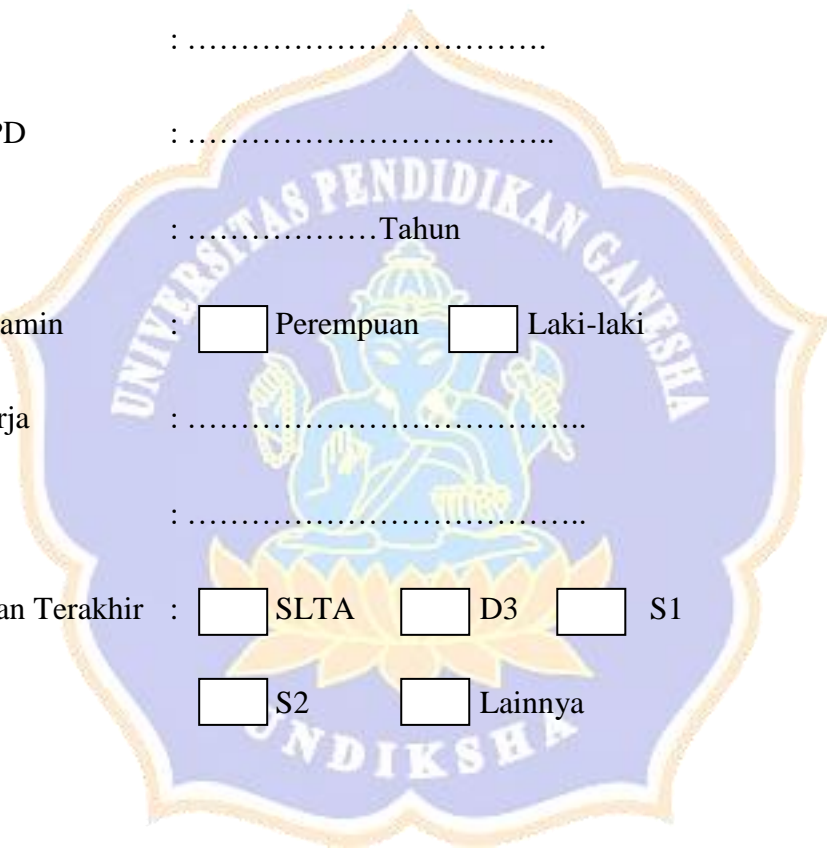 : …………………………….
PD : ……………………………..
: ………………Tahun
UNIVERSITAS PENDIDIKAN GANESHA
amin : Perempuan Laki-laki
rja : ………………………………..
: ………………………………..
an Terakhir : SLTA D3 S1
S2 Lainnya
UNDIKSHA